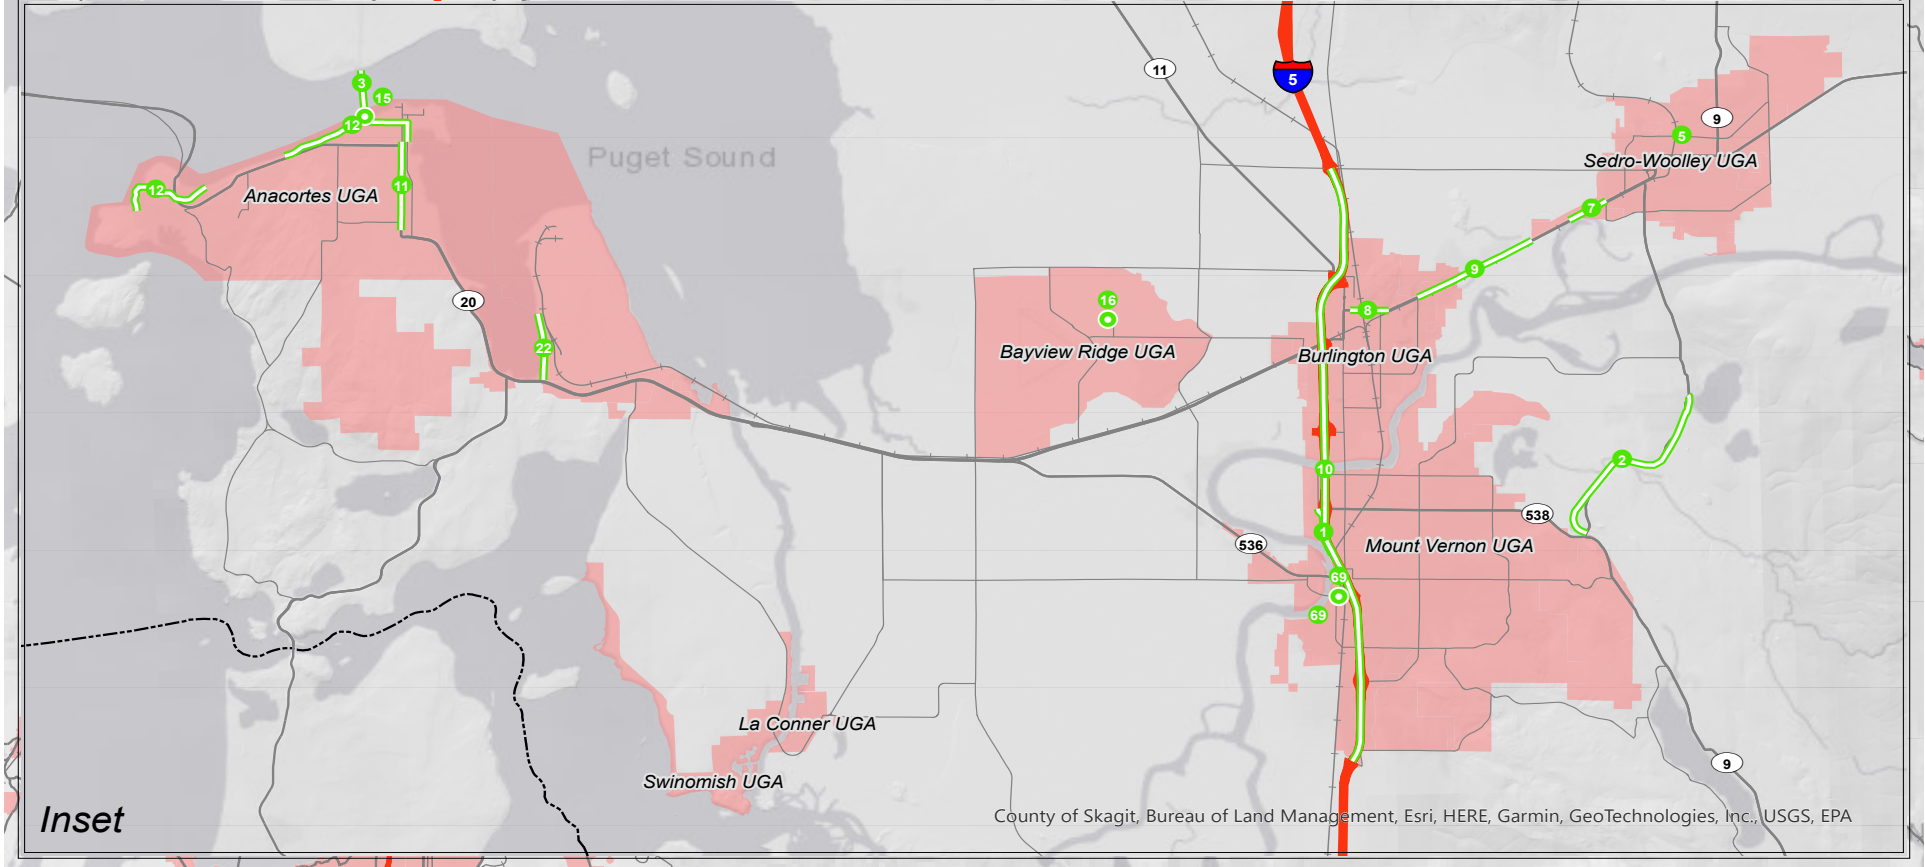 11
5
3
15
12
9
5
Puget Sound
Sedro-Woolley UGA
12
Anacortes UGA
11
7
9
20
16
8
22
Bayview Ridge UGA
Burlington UGA
10
2
538
1
536
Mount Vernon UGA
69
69
La Conner UGA
9
Swinomish UGA
Inset
County of Skagit, Bureau of Land Management, Esri, HERE, Garmin, GeoTechnologies, Inc., USGS, EPA